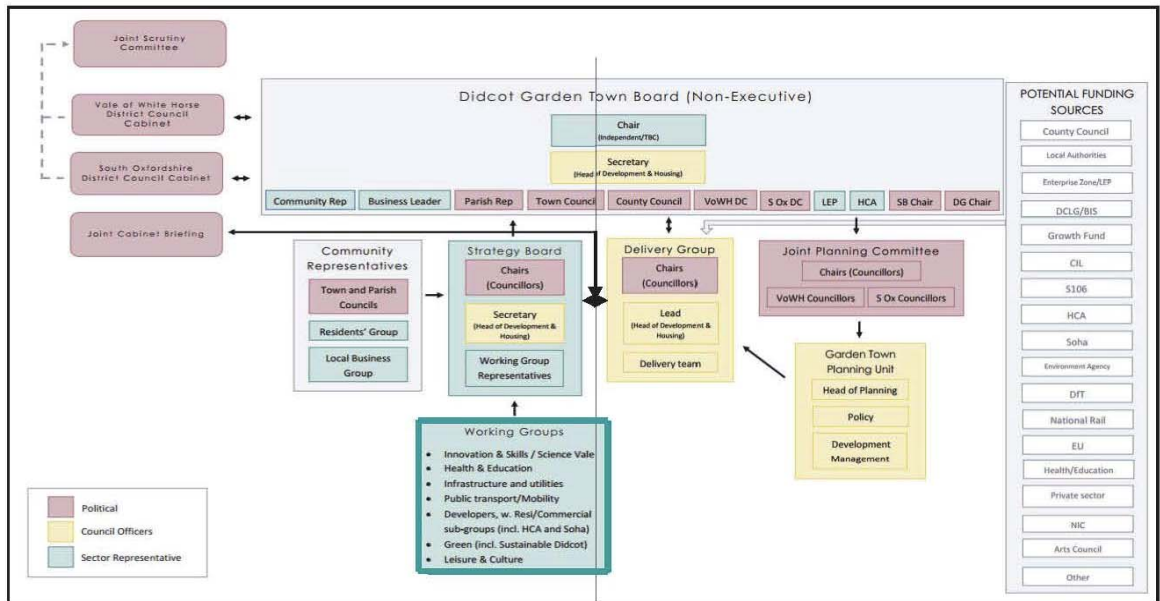 Joint Scrutiny
Committee
Vale of White Horse
District Council
Cabinet
South Oxfordshire
District Council Cabinet
Joint Cabinet Briefing
Didcot Garden Town Board (Non-Executive)
Chair
(Independent/TBC)
Secretary
(Head of Development & Housing)
Community Rep
Business Leader
Parish Rep
Town Council
County Council
VoWH DC
S Ox DC
LEP
HCA
SB Chair
DG Chair
Community
Representatives
Town and Parish
Councils
Residents' Group
Local Business
Group
Strategy Board
Chairs
(Councillors)
Secretary
(Head of Development &
Housing)
Working Group
Representatives
Delivery Group
Chairs
(Councillors)
Lead
(Head of Development &
Housing)
Delivery team
Joint Planning Committee
Chairs (Councillors)
VoWH Councillors
S Ox Councillors
Garden Town
Planning Unit
Head of Planning
Policy
Development
Management
Working Groups
• Innovation & Skills / Science Vale
• Health & Education
• Infrastructure and utilities
• Public transport/Mobility
• Developers, w. Resi/Commercial
sub-groups (incl. HCA and Soha)
• Green (incl. Sustainable Didcot)
• Leisure & Culture
POTENTIAL FUNDING
SOURCES
County Council
Local Authorities
Enterprise Zone/LEP
DCLG/BIS
Growth Fund
CIL
S106
HCA
Soha
Environment Agency
DfT
National Rail
EU
Health/Education
Private sector
NIC
Arts Council
Other
Political
Council Officers
Sector Representative